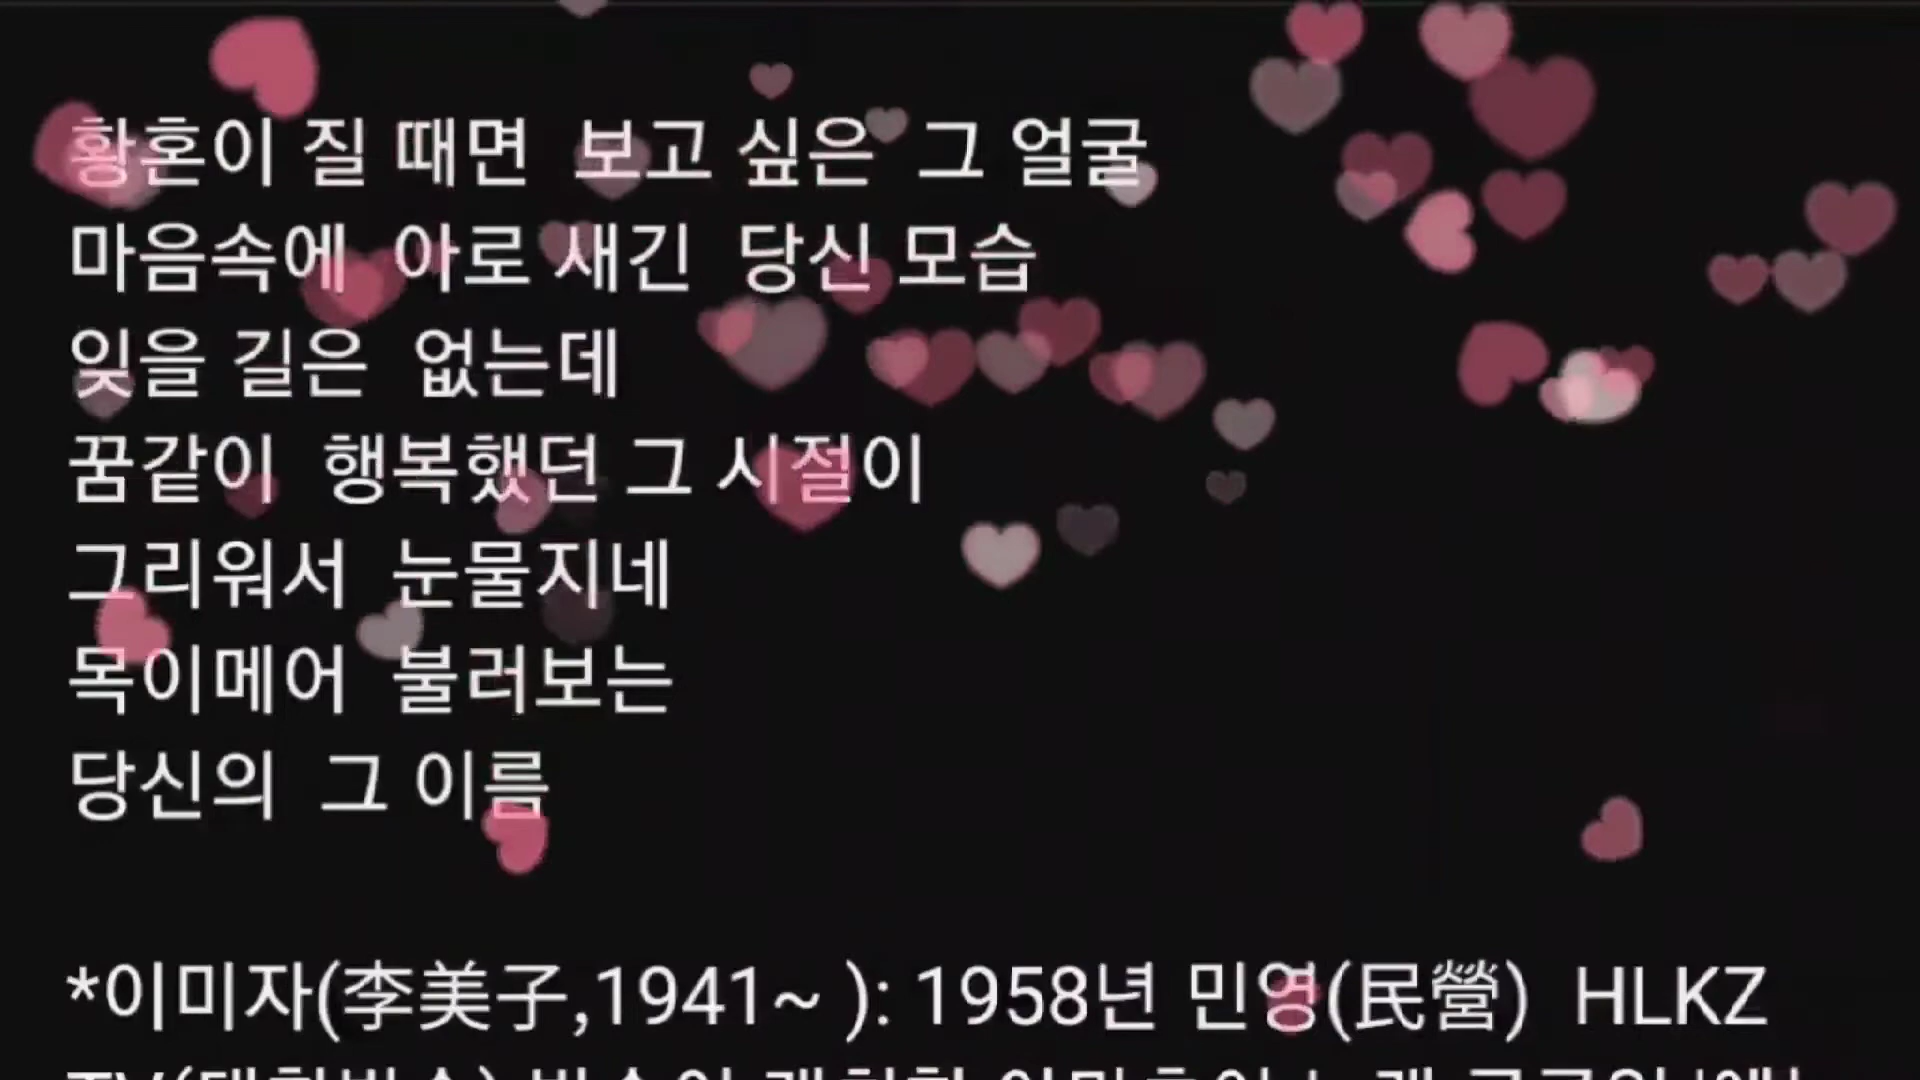 황혼이 질 때면 보고 싶은 그 얼굴
마음속에 아로 새긴 당신 모습
잊을 길은 없는데
꿈같이 행복했던 그 시절이
그리워서 눈물지네
목이메어 불러보는
당신의 그 이름
*이미자(李美子,1941~ ): 1958년 민영(民營) HLKZ